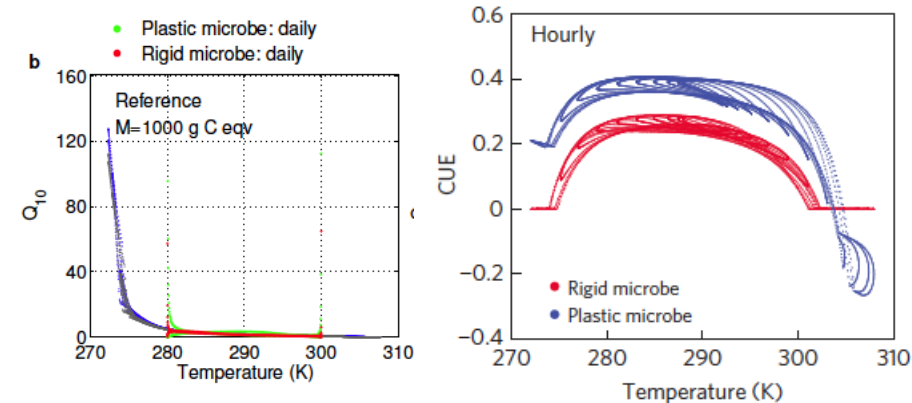 Plastic microbe: daily
Rigid microbe: daily
b
160
120
80
40
0
Q10
Reference
M=1000 g C eqv
270
280
290
300
310
Temperature (K)
0.6
0.4
0.2
0
−0.2
−0.4
CUE
Hourly
Rigid microbe
Plastic microbe
270
280
290
300
310
Temperature (K)